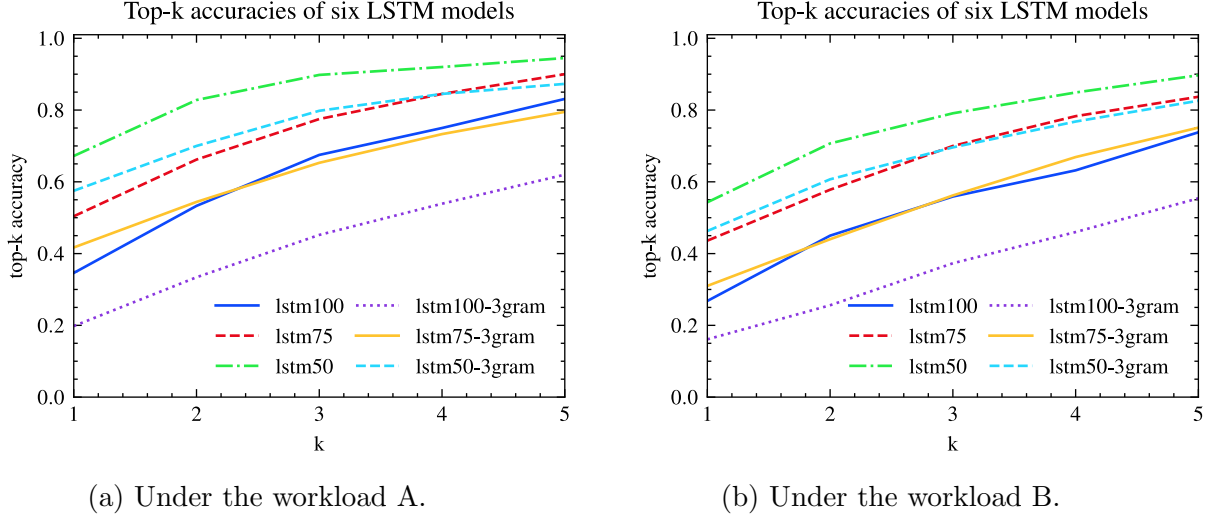 Top-k accuracies of six LSTM models
1.0
0.8
0.6
0.4
0.2
0.0
top-k accuracy
lstm100
lstm75
lstm50
lstm100-3gram
lstm75-3gram
lstm50-3gram
1 2 3 4 5
k
(a) Under the workload A.
Top-k accuracies of six LSTM models
1.0
0.8
0.6
0.4
0.2
0.0
top-k accuracy
lstm100
lstm75
lstm50
lstm100-3gram
lstm75-3gram
lstm50-3gram
1 2 3 4 5
k
(b) Under the workload B.